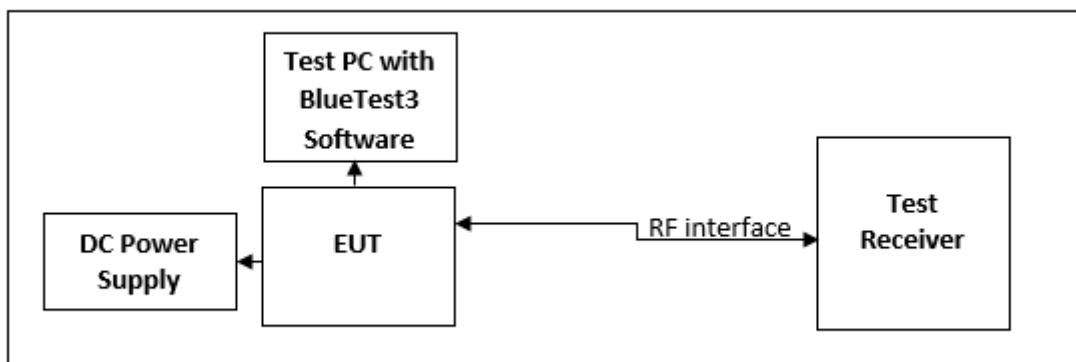 Test PC with
BlueTest3
Software
DC Power
Supply
EUT
RF interface
Test
Receiver